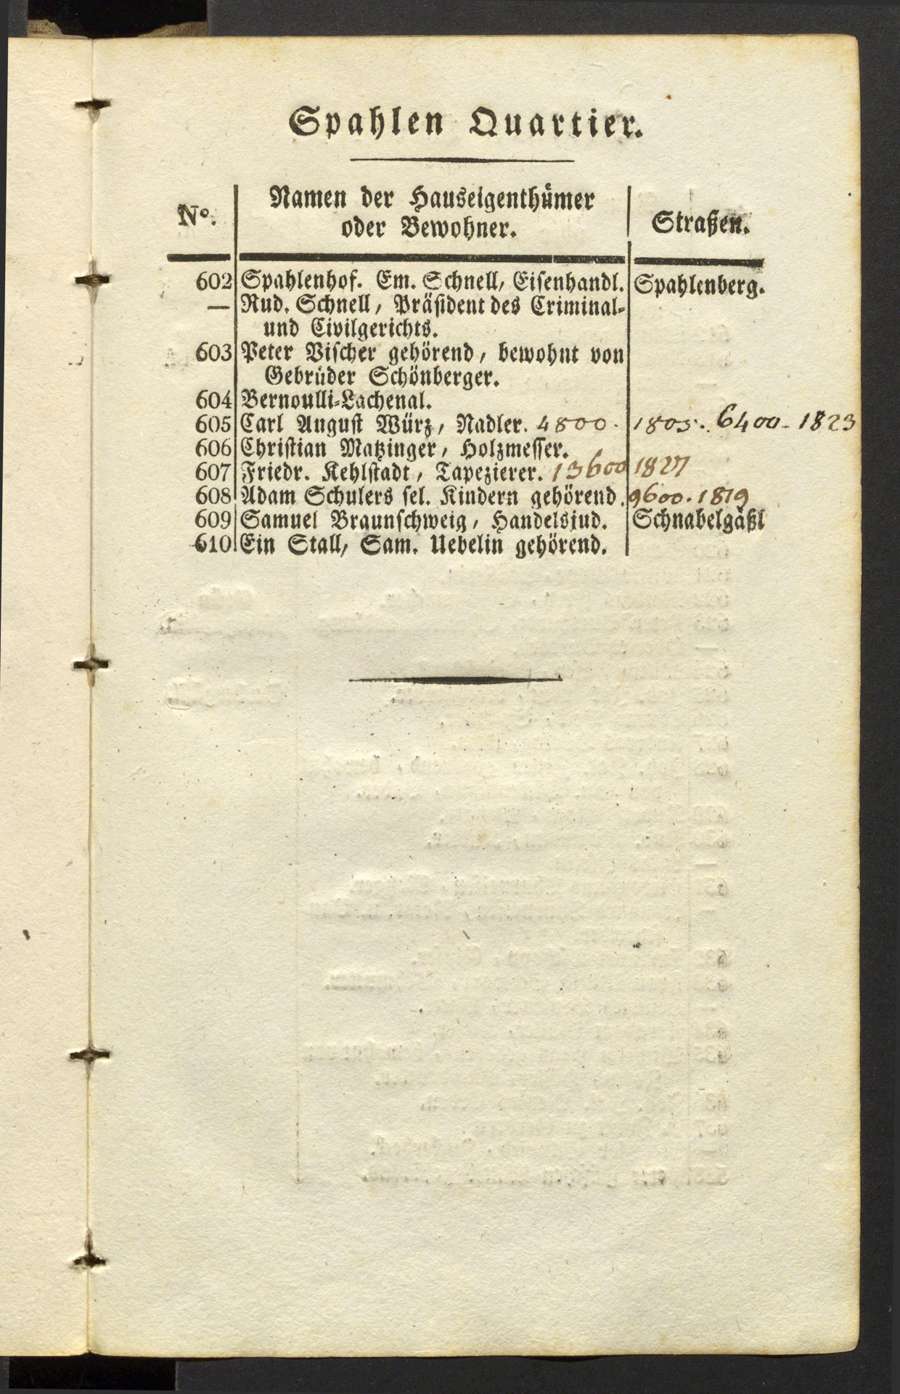 Spahlen Quartier.
Nº.
Namen der Hauseigenthümer
oder Bewohner.
Straßen.
602 Spahlenhof. Em. Schnell, Eisenhandl. Spahlenberg.
— Rud. Schnell, Präsident des Criminal-
und Civilgerichts.
603 Peter Vischer gehörend, bewohnt von
Gebrüder Schönberger.
604 Bernoulli-Lachenal.
605 Carl August Würz, Nadler. 4800. 1805. 6400. 1823
606 Christian Matzinger, Holzmesser.
607 Friedr. Kehlstadt, Tapezierer. 13600 1827
608 Adam Schulers sel. Kindern gehörend. 9600. 1819
609 Samuel Braunschweig, Handelsjud. Schnabelgäßl
610 Ein Stall, Sam. Uebelin gehörend.